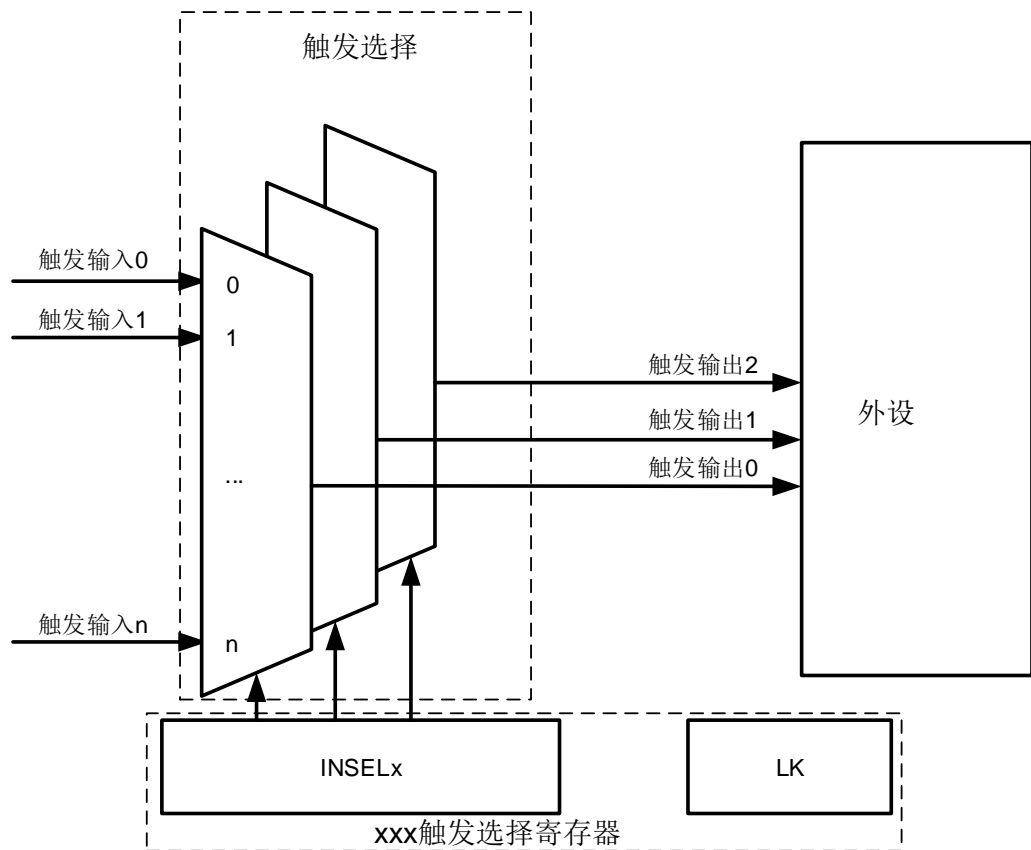 触发选择
触发输入0
0
触发输入1
1
触发输出2
触发输出1
外设
触发输出0
...
触发输入n
n
INSELx
LK
xxx触发选择寄存器